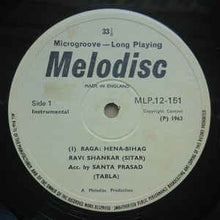 33⅓
Microgroove — Long Playing
Melodisc
MADE IN ENGLAND
Side 1
Instrumental
MLP.12-151
Copyright Control
(P) 1963
(1) RAGA: HENA-BIHAG
RAVI SHANKAR (SITAR)
Acc. by SANTA PRASAD
(TABLA)
A Melodisc Production